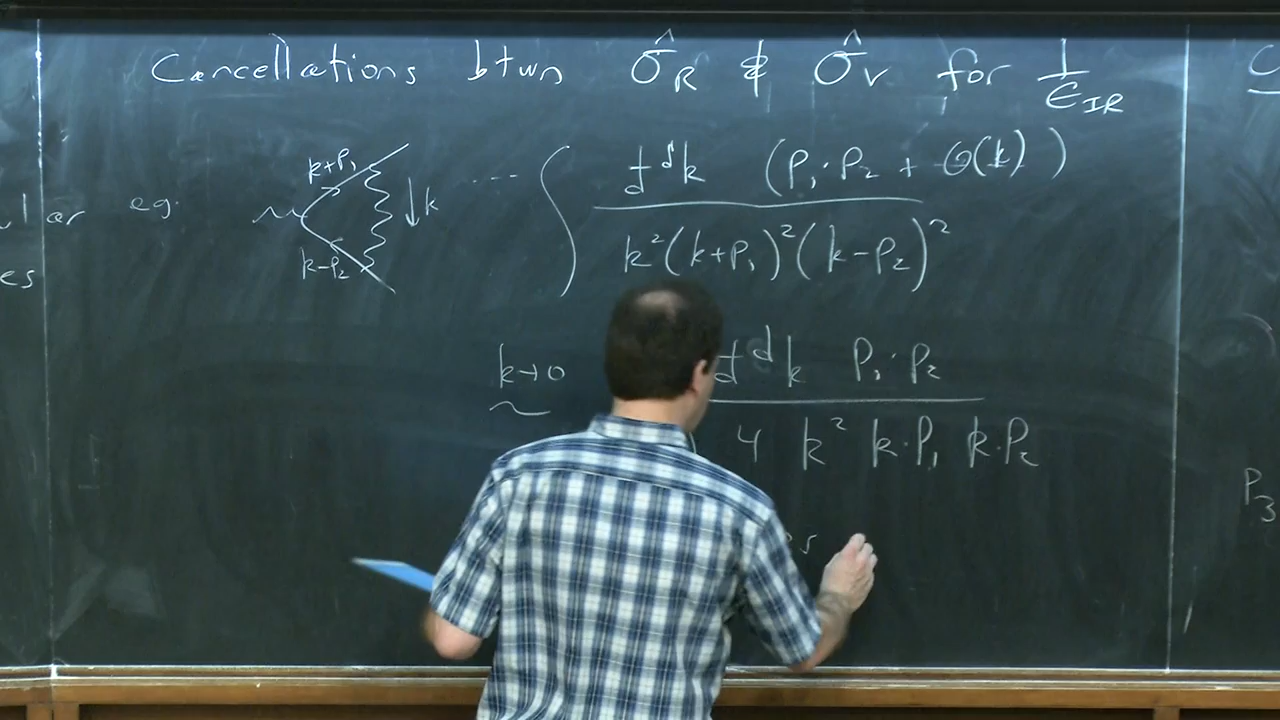 Cancellations btwn σ̂_R & σ̂_V for 1/ε_IR
k+p₁
∫ đ^d k (p₁·p₂ + O(k)) / k²(k+p₁)²(k-p₂)²
eg. k ...
k-p₂
es
k→0 ~ đ^d k p₁·p₂ / 4 k² k·p₁ k·p₂
p₃